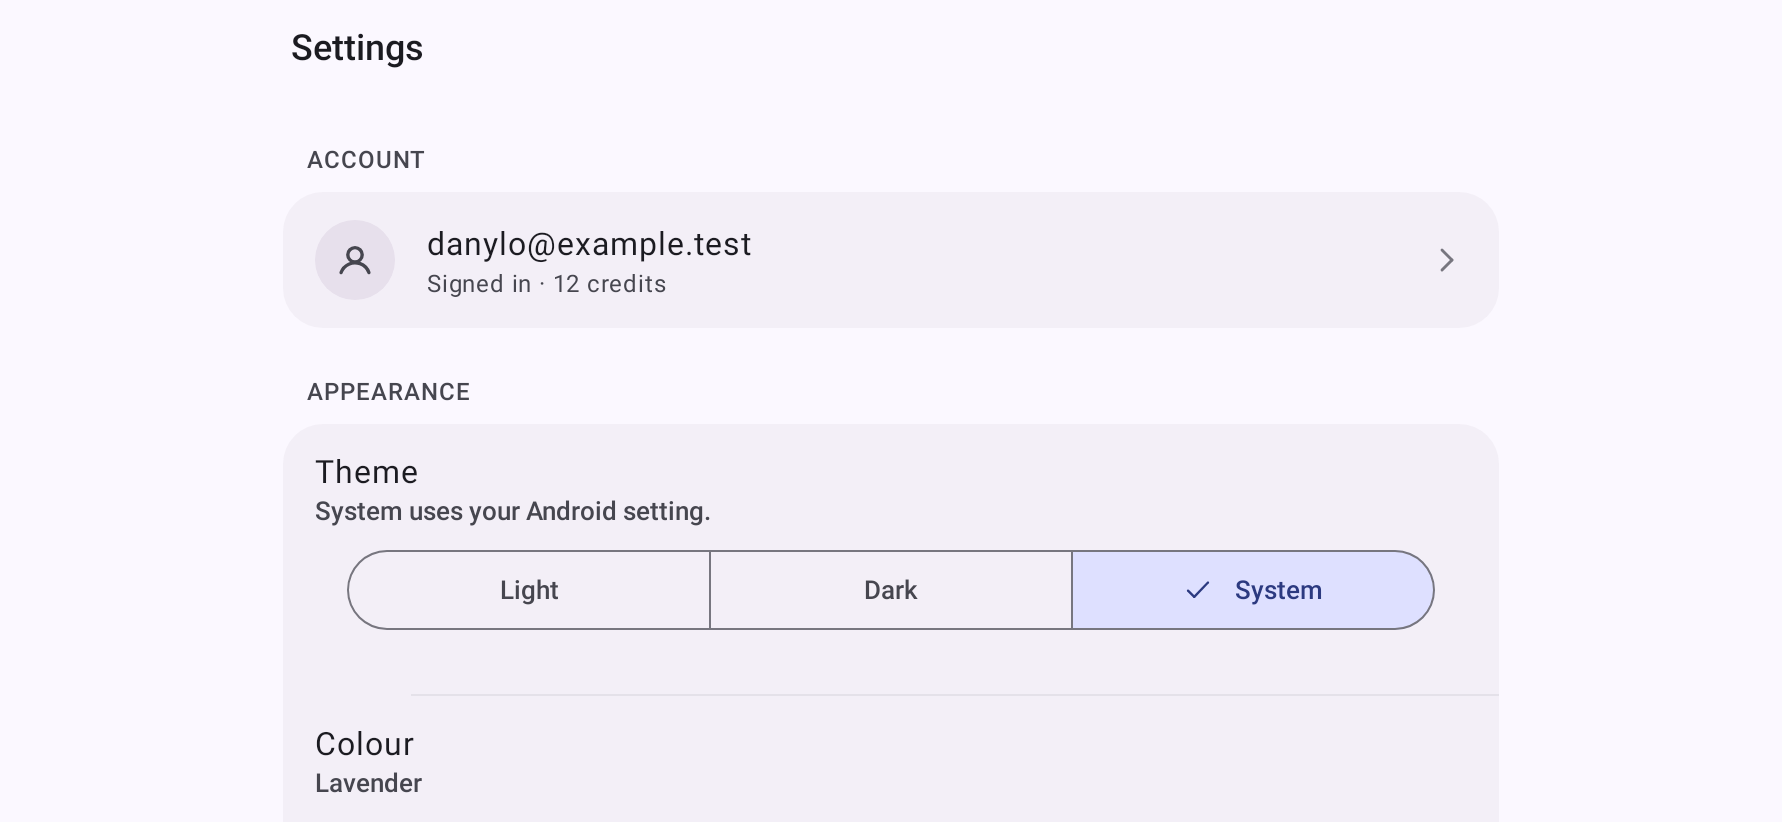 Settings
ACCOUNT
danylo@example.test
Signed in · 12 credits
APPEARANCE
Theme
System uses your Android setting.
Light
Dark
System
Colour
Lavender